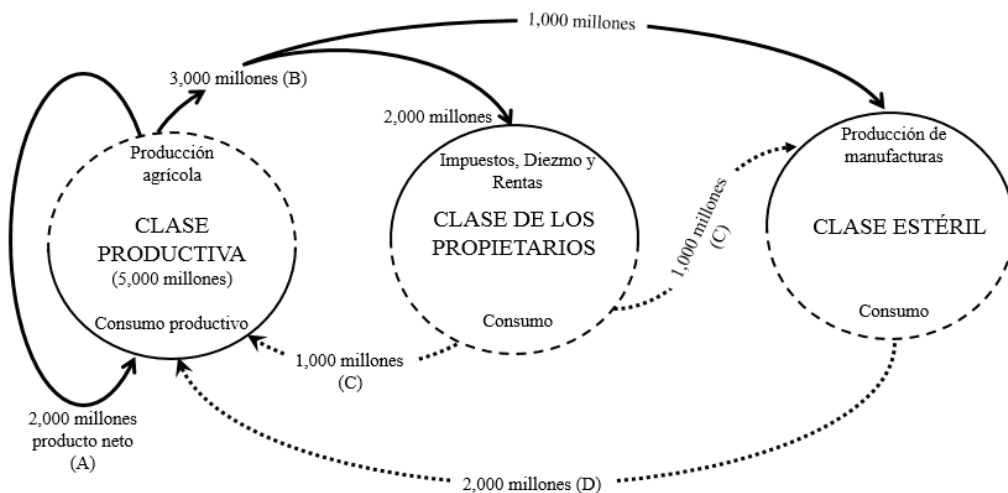 1,000 millones
3,000 millones (B)
2,000 millones
Producción
agrícola
CLASE
PRODUCTIVA
(5,000 millones)
Consumo productivo
2,000 millones
producto neto
(A)
Impuestos, Diezmo y
Rentas
CLASE DE LOS
PROPIETARIOS
Consumo
1,000 millones
(C)
1,000 millones
(C)
Producción de
manufacturas
CLASE ESTÉRIL
Consumo
2,000 millones (D)